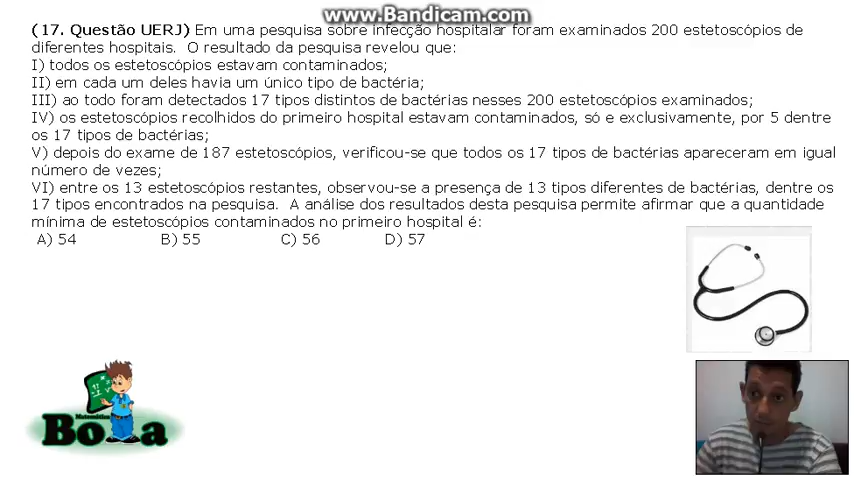 www.Bandicam.com
(17. Questão UERJ) Em uma pesquisa sobre infecção hospitalar foram examinados 200 estetoscópios de
diferentes hospitais. O resultado da pesquisa revelou que:
I) todos os estetoscópios estavam contaminados;
II) em cada um deles havia um único tipo de bactéria;
III) ao todo foram detectados 17 tipos distintos de bactérias nesses 200 estetoscópios examinados;
IV) os estetoscópios recolhidos do primeiro hospital estavam contaminados, só e exclusivamente, por 5 dentre
os 17 tipos de bactérias;
V) depois do exame de 187 estetoscópios, verificou-se que todos os 17 tipos de bactérias apareceram em igual
número de vezes;
VI) entre os 13 estetoscópios restantes, observou-se a presença de 13 tipos diferentes de bactérias, dentre os
17 tipos encontrados na pesquisa. A análise dos resultados desta pesquisa permite afirmar que a quantidade
mínima de estetoscópios contaminados no primeiro hospital é:
A) 54 B) 55 C) 56 D) 57
Matemática
Bola